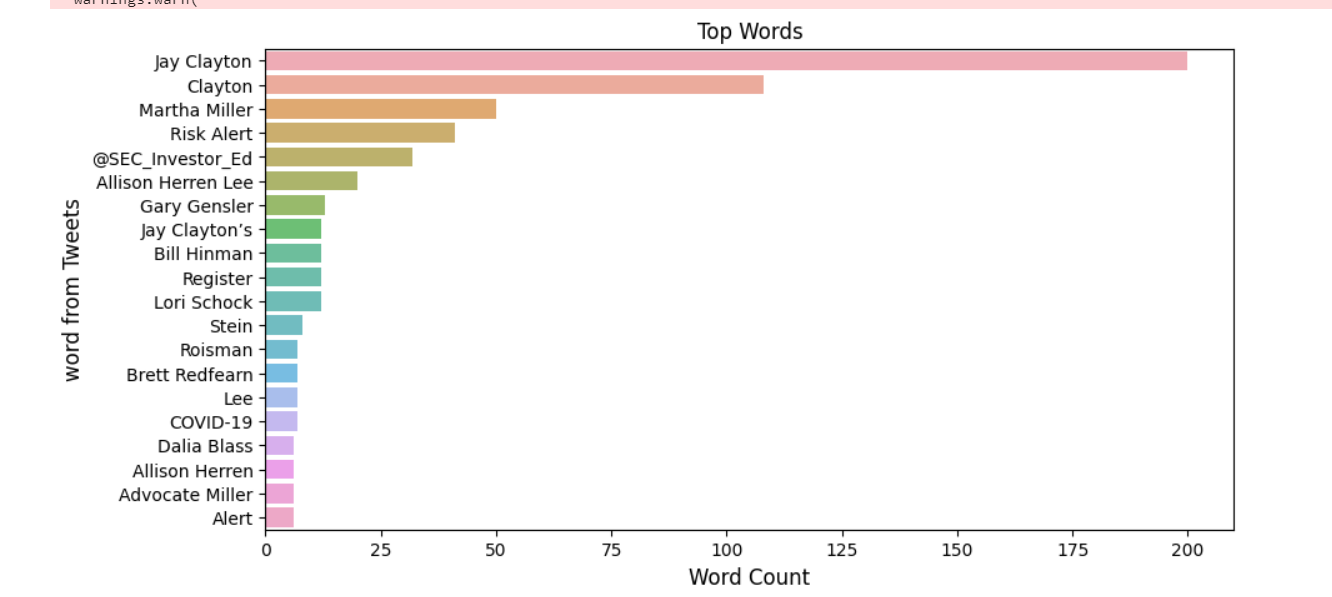 warnings.warn(
Top Words
Jay Clayton
Clayton
Martha Miller
Risk Alert
@SEC_Investor_Ed
Allison Herren Lee
Gary Gensler
Jay Clayton’s
Bill Hinman
Register
Lori Schock
Stein
Roisman
Brett Redfearn
Lee
COVID-19
Dalia Blass
Allison Herren
Advocate Miller
Alert
word from Tweets
0 25 50 75 100 125 150 175 200
Word Count